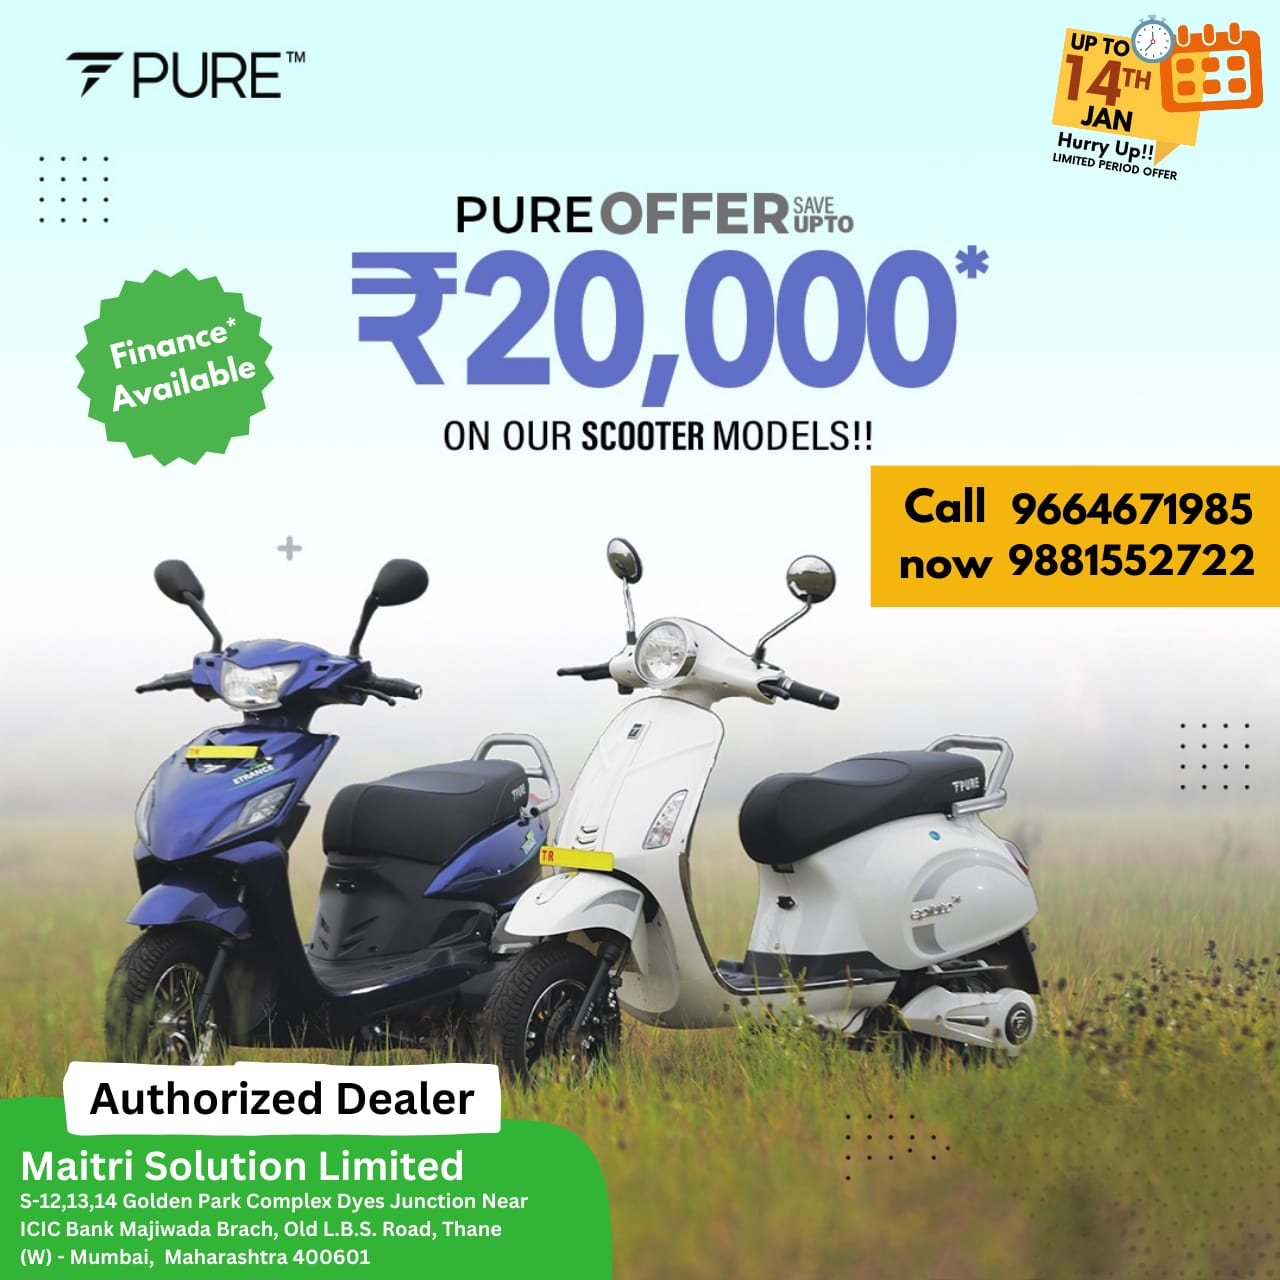 PURE™
UP TO
14TH
JAN
Hurry Up!!
LIMITED PERIOD OFFER
PURE OFFER SAVE UPTO
₹20,000*
ON OUR SCOOTER MODELS!!
Finance*
Available
Call now
9664671985
9881552722
T/R
ETRANCE
PURE
T/R
PURE
epluto 7G
Authorized Dealer
Maitri Solution Limited
S-12,13,14 Golden Park Complex Dyes Junction Near
ICIC Bank Majiwada Brach, Old L.B.S. Road, Thane
(W) - Mumbai, Maharashtra 400601